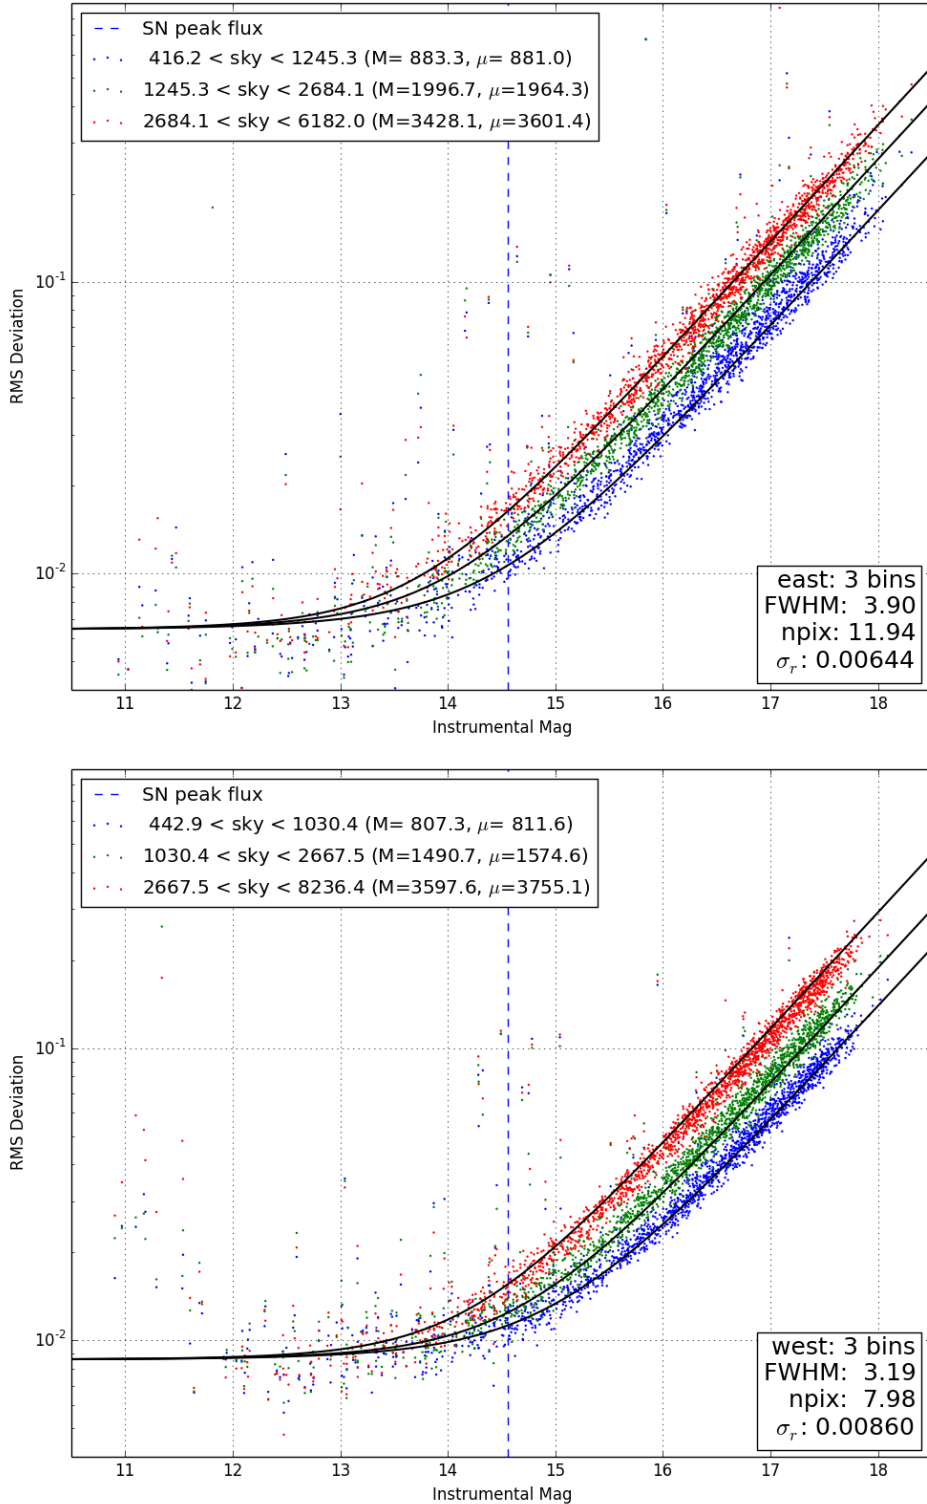 SN peak flux
416.2 < sky < 1245.3 (M= 883.3, μ= 881.0)
1245.3 < sky < 2684.1 (M=1996.7, μ=1964.3)
2684.1 < sky < 6182.0 (M=3428.1, μ=3601.4)
10⁻¹
RMS Deviation
10⁻²
east: 3 bins
FWHM: 3.90
npix: 11.94
σᵣ: 0.00644
11 12 13 14 15 16 17 18
Instrumental Mag
SN peak flux
442.9 < sky < 1030.4 (M= 807.3, μ= 811.6)
1030.4 < sky < 2667.5 (M=1490.7, μ=1574.6)
2667.5 < sky < 8236.4 (M=3597.6, μ=3755.1)
10⁻¹
RMS Deviation
10⁻²
west: 3 bins
FWHM: 3.19
npix: 7.98
σᵣ: 0.00860
11 12 13 14 15 16 17 18
Instrumental Mag